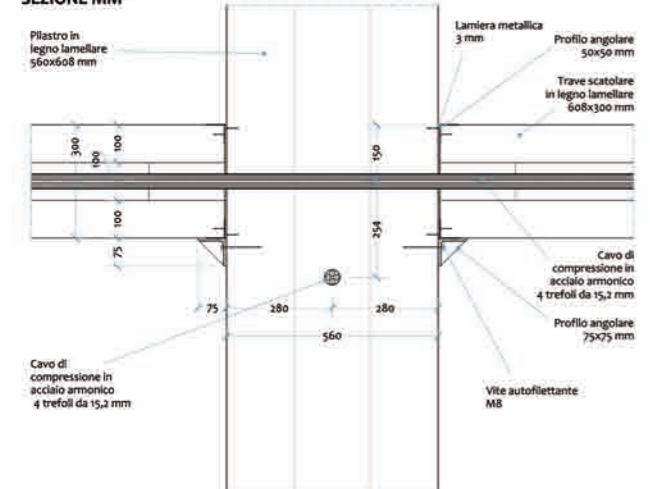 SEZIONE MM
Pilastro in
legno lamellare
560x608 mm
Lamiera metallica
3 mm
Profilo angolare
50x50 mm
Trave scatolare
in legno lamellare
608x300 mm
300
100
100
150
100
254
75
75
280
280
560
Cavo di
compressione in
acciaio armonico
4 trefoli da 15,2 mm
Profilo angolare
75x75 mm
Cavo di
compressione in
acciaio armonico
4 trefoli da 15,2 mm
Vite autofilettante
M8